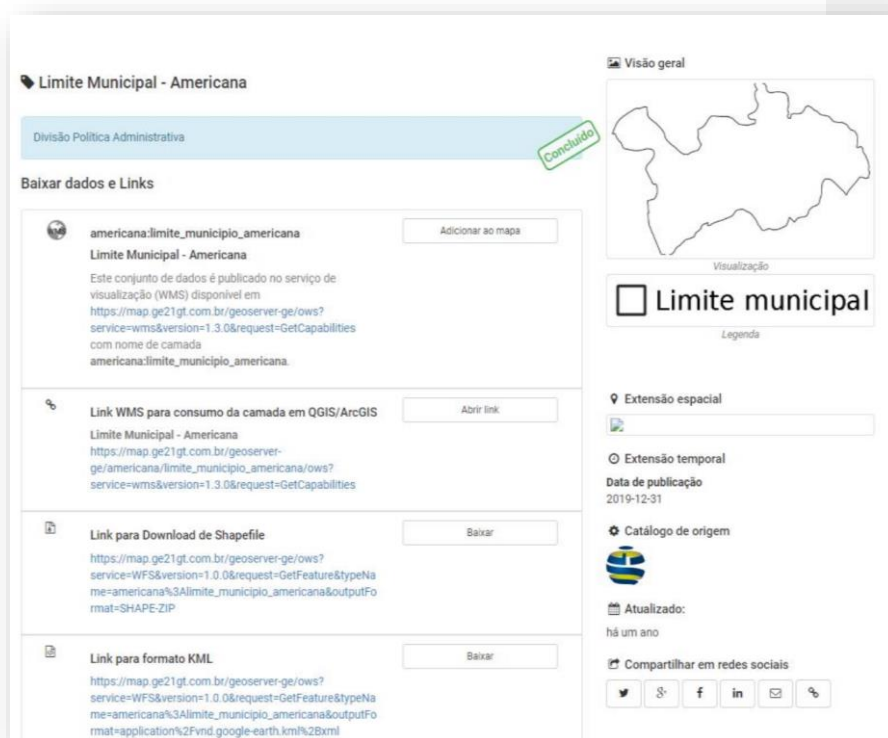 Limite Municipal - Americana
Divisão Política Administrativa
Concluído
Baixar dados e Links
americana:limite_municipio_americana
Adicionar ao mapa
Limite Municipal - Americana
Este conjunto de dados é publicado no serviço de
visualização (WMS) disponível em
https://map.ge21gt.com.br/geoserver-ge/ows?
service=wms&version=1.3.0&request=GetCapabilities
com nome de camada
americana:limite_municipio_americana.
Link WMS para consumo da camada em QGIS/ArcGIS
Abrir link
Limite Municipal - Americana
https://map.ge21gt.com.br/geoserver-
ge/americana/limite_municipio_americana/ows?
service=wms&version=1.3.0&request=GetCapabilities
Link para Download de Shapefile
Baixar
https://map.ge21gt.com.br/geoserver-ge/ows?
service=WFS&version=1.0.0&request=GetFeature&typeNa
me=americana%3Alimite_municipio_americana&outputFo
rmat=SHAPE-ZIP
Link para formato KML
Baixar
https://map.ge21gt.com.br/geoserver-ge/ows?
service=WFS&version=1.0.0&request=GetFeature&typeNa
me=americana%3Alimite_municipio_americana&outputFo
rmat=application%2Fvnd.google-earth.kml%2Bxml
Visão geral
Visualização
Limite municipal
Legenda
Extensão espacial
Extensão temporal
Data de publicação
2019-12-31
Catálogo de origem
Atualizado:
há um ano
Compartilhar em redes sociais